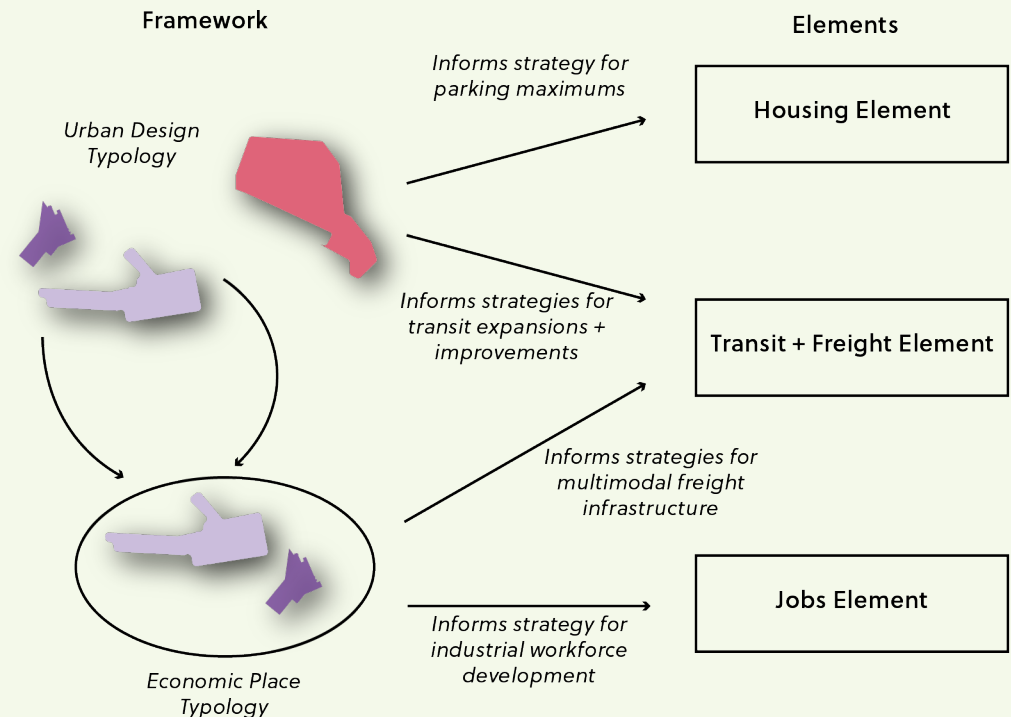 Framework
Elements
Informs strategy for
parking maximums
Housing Element
Urban Design
Typology
Informs strategies for
transit expansions +
improvements
Transit + Freight Element
Informs strategies for
multimodal freight
infrastructure
Jobs Element
Informs strategy for
industrial workforce
development
Economic Place
Typology